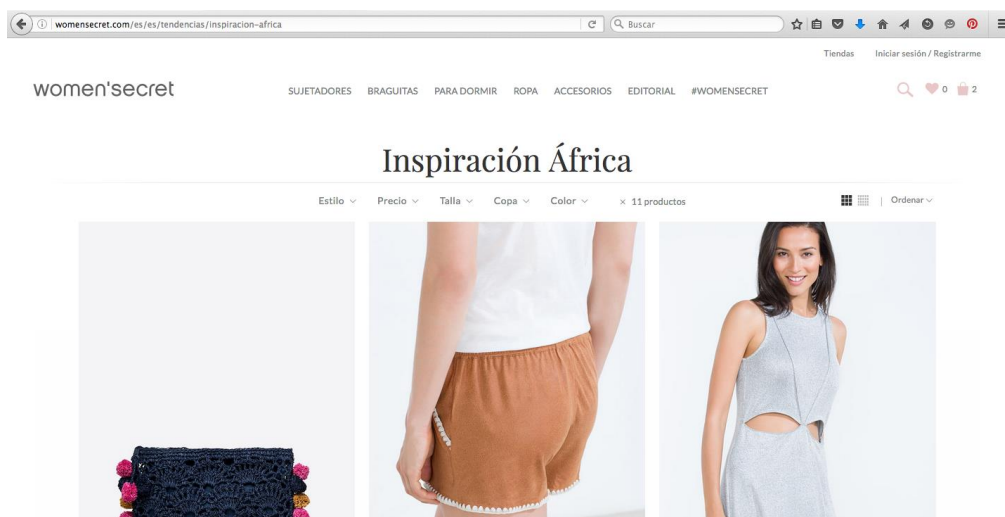 womensecret.com/es/es/tendencias/inspiracion-africa
Buscar
Tiendas Iniciar sesión / Registrarme
women'secret
SUJETADORES BRAGUITAS PARA DORMIR ROPA ACCESORIOS EDITORIAL #WOMENSECRET
0 2
Inspiración África
Estilo Precio Talla Copa Color × 11 productos | Ordenar